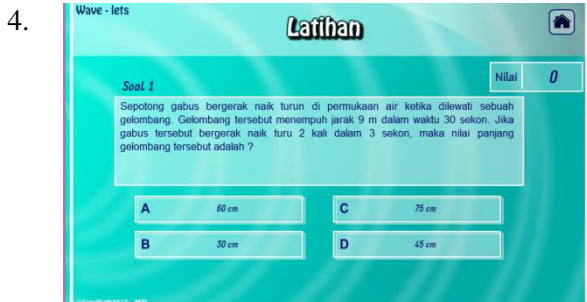 4.
Wave - lets
Latihan
Soal 1
Nilai 0
Sepotong gabus bergerak naik turun di permukaan air ketika dilewati sebuah
gelombang. Gelombang tersebut menempuh jarak 9 m dalam waktu 30 sekon. Jika
gabus tersebut bergerak naik turu 2 kali dalam 3 sekon, maka nilai panjang
gelombang tersebut adalah ?
A 60 cm
C 75 cm
B 30 cm
D 45 cm